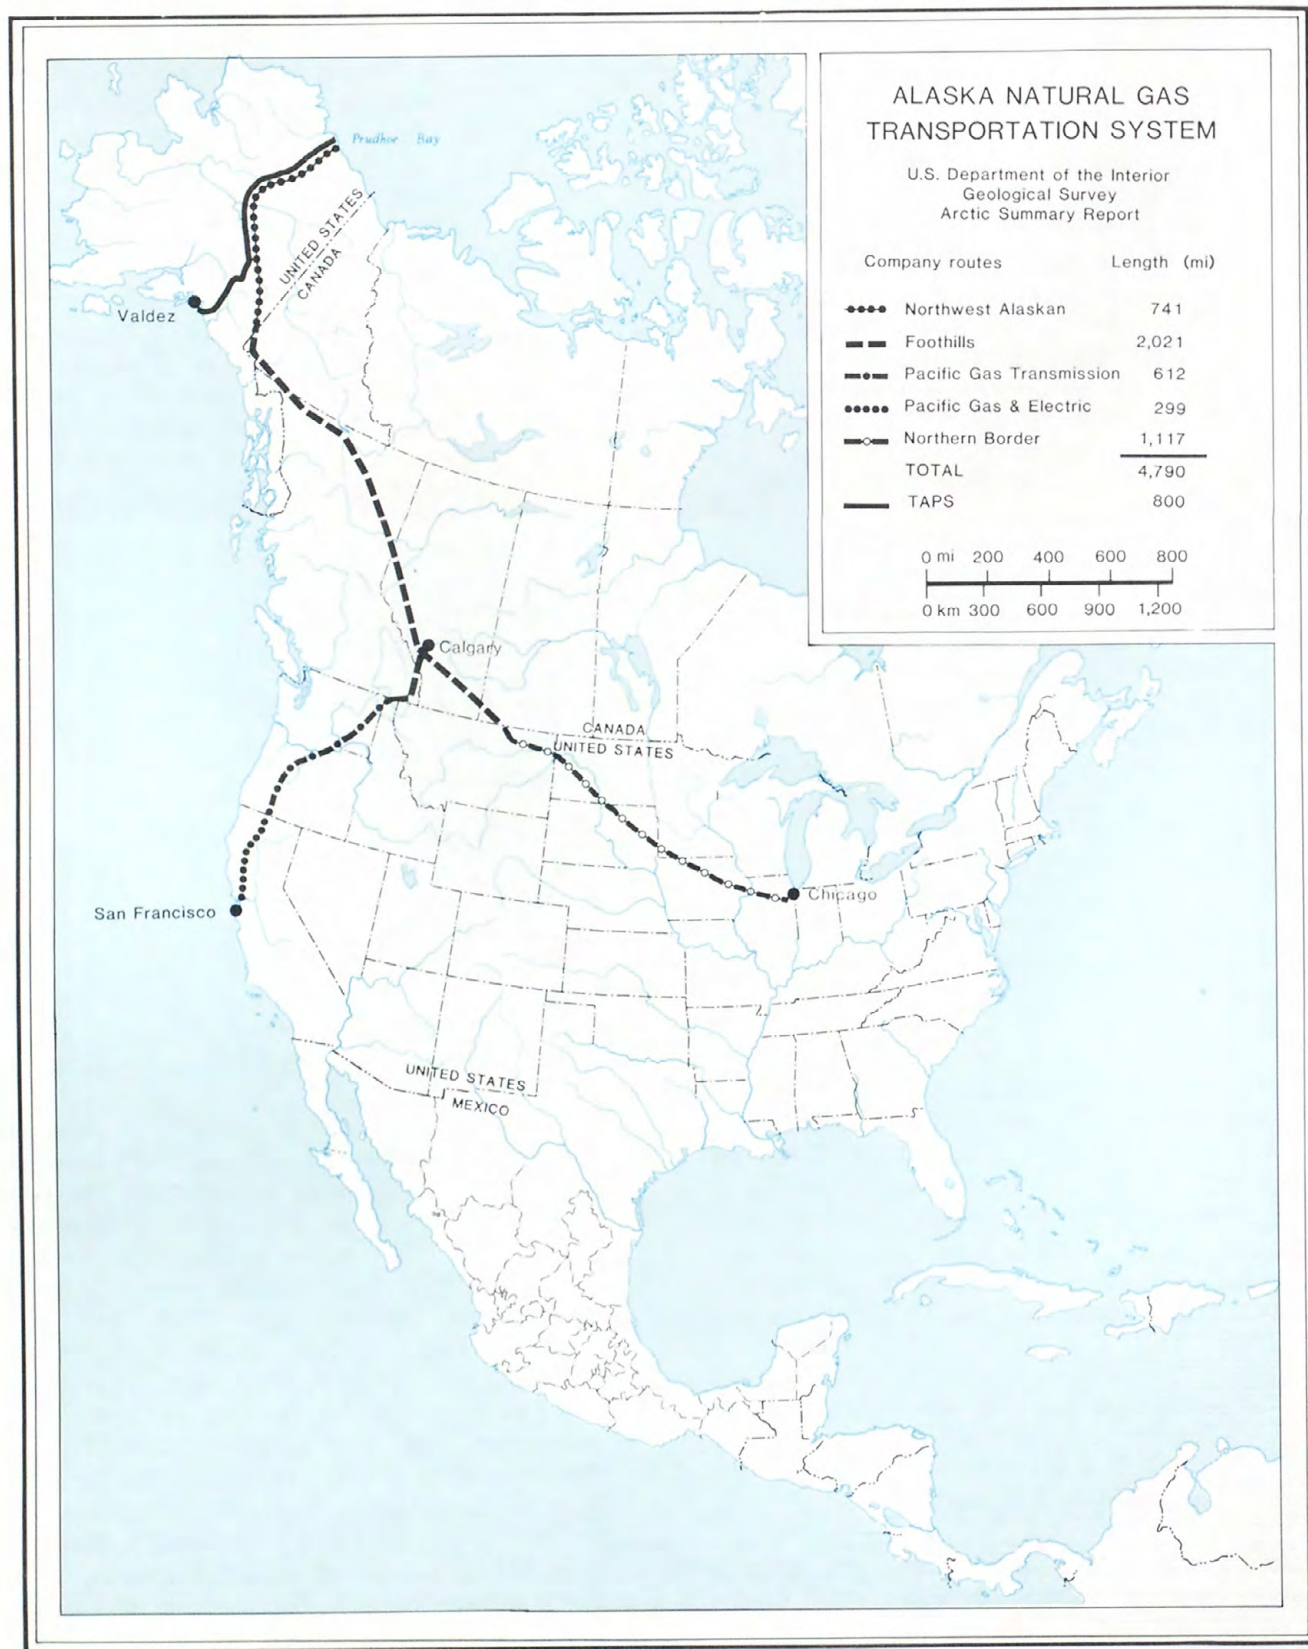 ALASKA NATURAL GAS
TRANSPORTATION SYSTEM
U.S. Department of the Interior
Geological Survey
Arctic Summary Report
Company routes Length (mi)
Northwest Alaskan 741
Foothills 2,021
Pacific Gas Transmission 612
Pacific Gas & Electric 299
Northern Border 1,117
TOTAL 4,790
TAPS 800
0 mi 200 400 600 800
0 km 300 600 900 1,200
Prudhoe Bay
UNITED STATES
CANADA
Valdez
Calgary
CANADA
UNITED STATES
Chicago
San Francisco
UNITED STATES
MEXICO